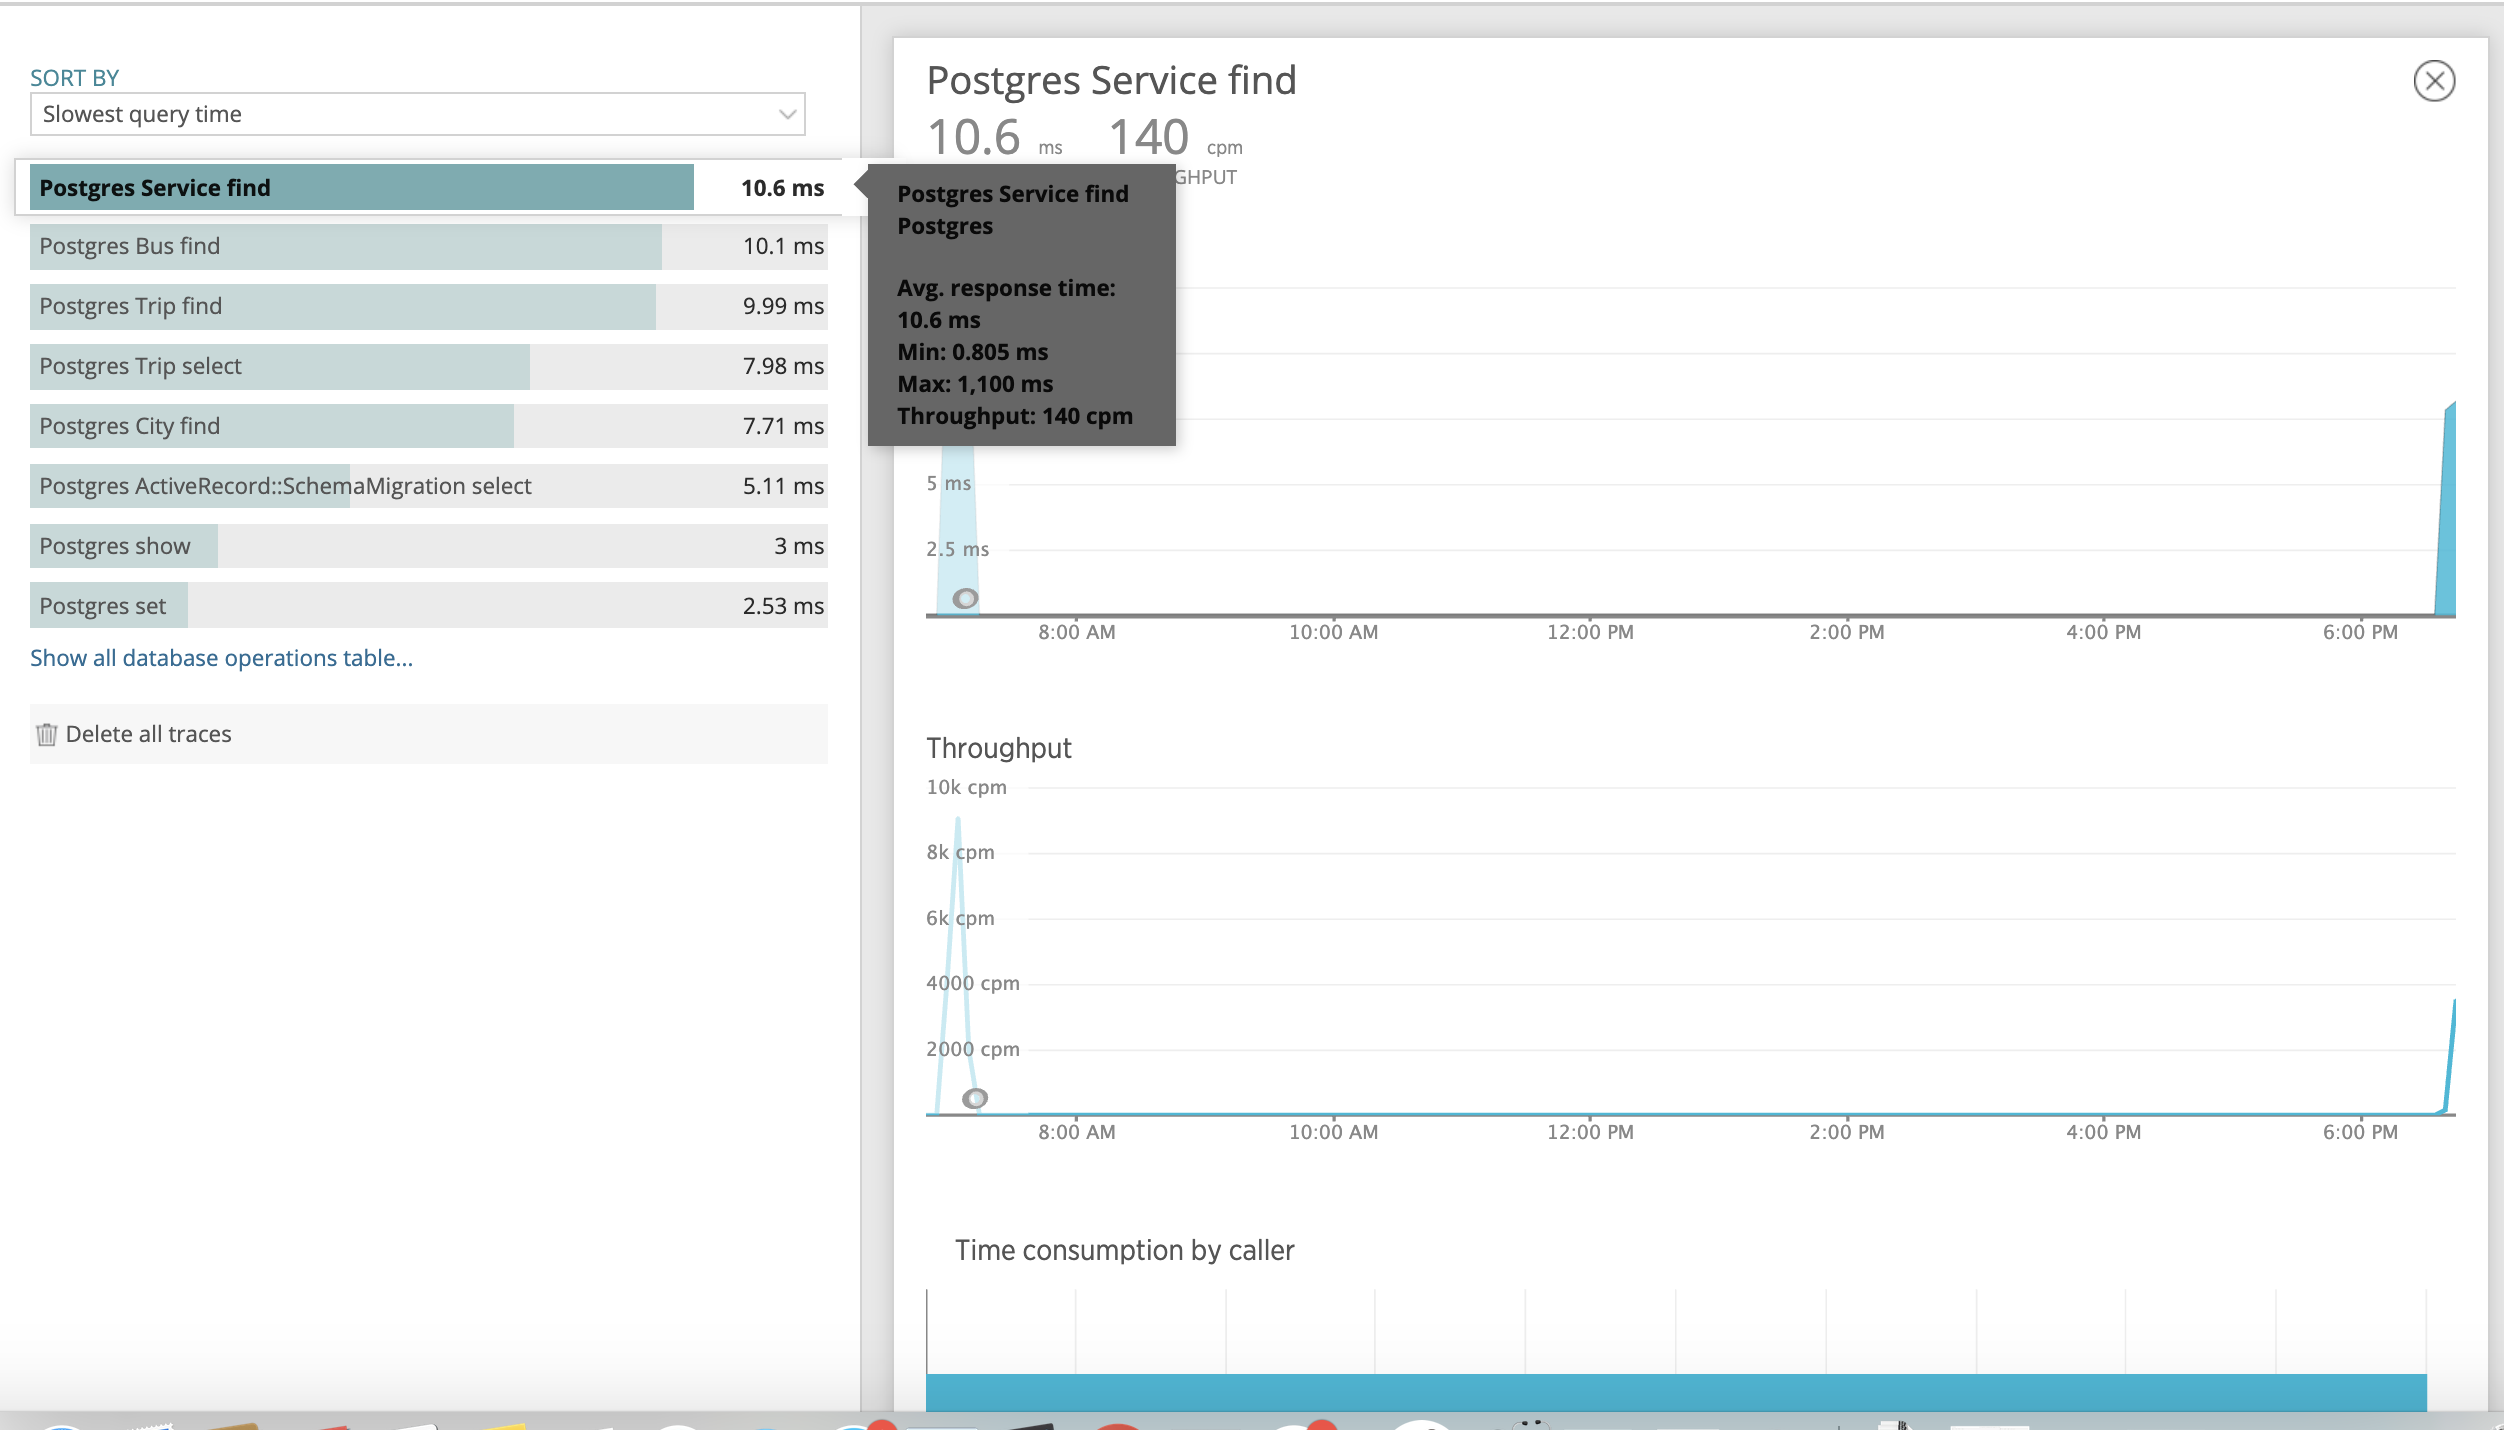 SORT BY
Slowest query time
Postgres Service find 10.6 ms
Postgres Bus find 10.1 ms
Postgres Trip find 9.99 ms
Postgres Trip select 7.98 ms
Postgres City find 7.71 ms
Postgres ActiveRecord::SchemaMigration select 5.11 ms
Postgres show 3 ms
Postgres set 2.53 ms
Show all database operations table...
Delete all traces
Postgres Service find
10.6 ms 140 cpm
GHPUT
Postgres Service find
Postgres
Avg. response time:
10.6 ms
Min: 0.805 ms
Max: 1,100 ms
Throughput: 140 cpm
5 ms
2.5 ms
8:00 AM 10:00 AM 12:00 PM 2:00 PM 4:00 PM 6:00 PM
Throughput
10k cpm
8k cpm
6k cpm
4000 cpm
2000 cpm
8:00 AM 10:00 AM 12:00 PM 2:00 PM 4:00 PM 6:00 PM
Time consumption by caller